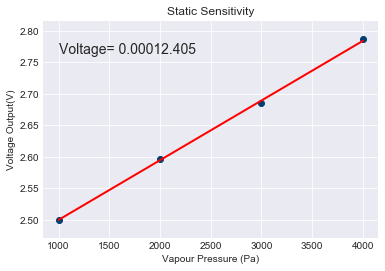 Static Sensitivity
Voltage= 0.00012.405
2.80
2.75
2.70
2.65
2.60
2.55
2.50
Voltage Output(V)
1000 1500 2000 2500 3000 3500 4000
Vapour Pressure (Pa)